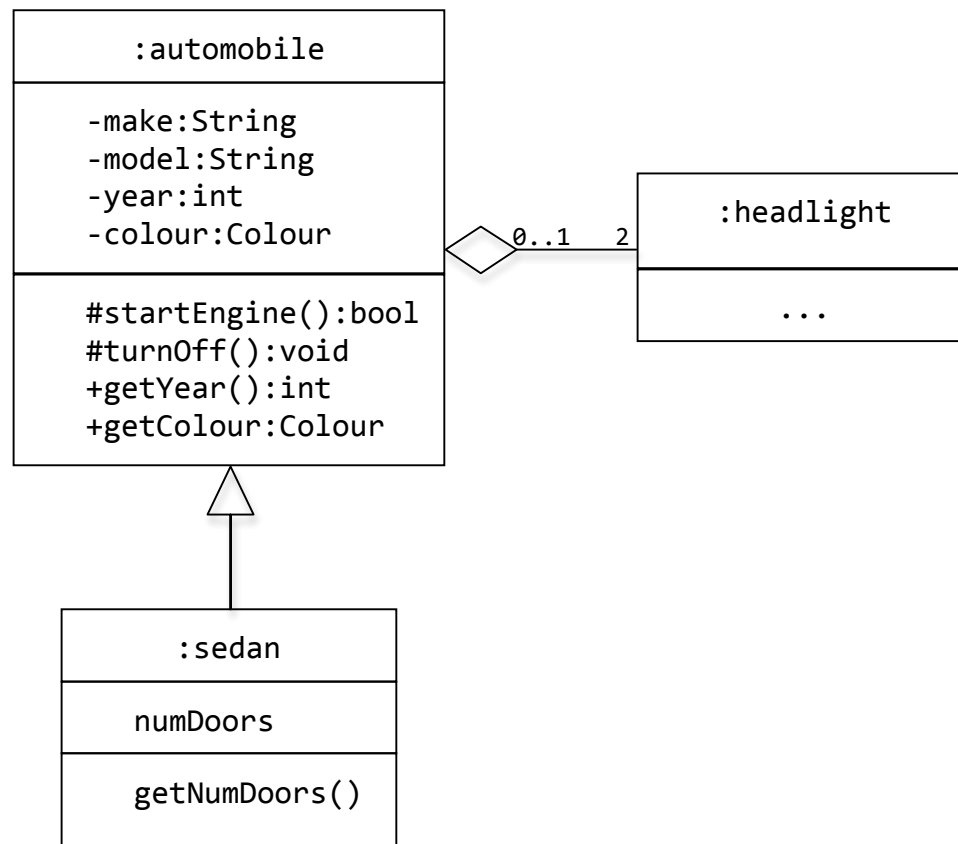 :automobile
-make:String
-model:String
-year:int
-colour:Colour
#startEngine():bool
#turnOff():void
+getYear():int
+getColour:Colour
0..1 2
:headlight
...
:sedan
numDoors
getNumDoors()